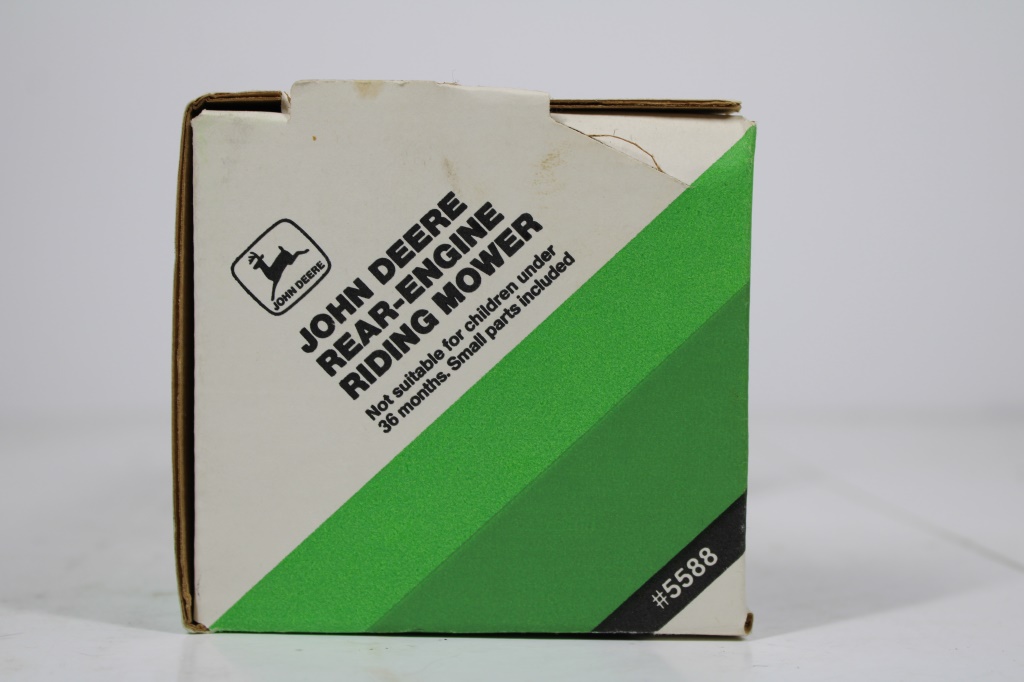 JOHN DEERE
JOHN DEERE
REAR-ENGINE
RIDING MOWER
Not suitable for children under
36 months. Small parts included
#5588